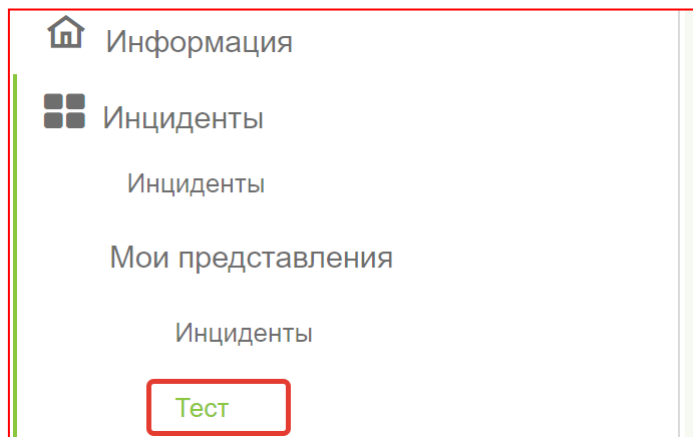 Информация
Инциденты
Инциденты
Мои представления
Инциденты
Тест